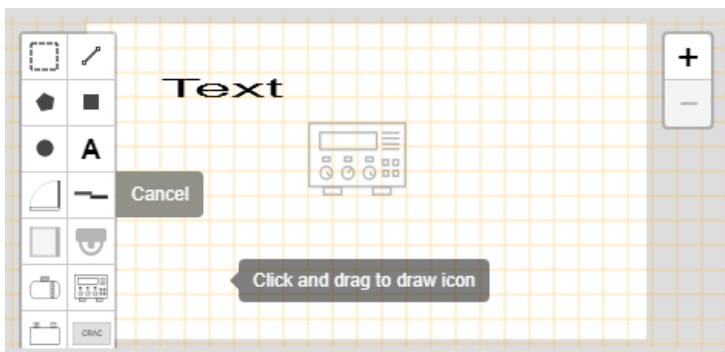 Text
+
A
Cancel
−
Click and drag to draw icon
CRAC